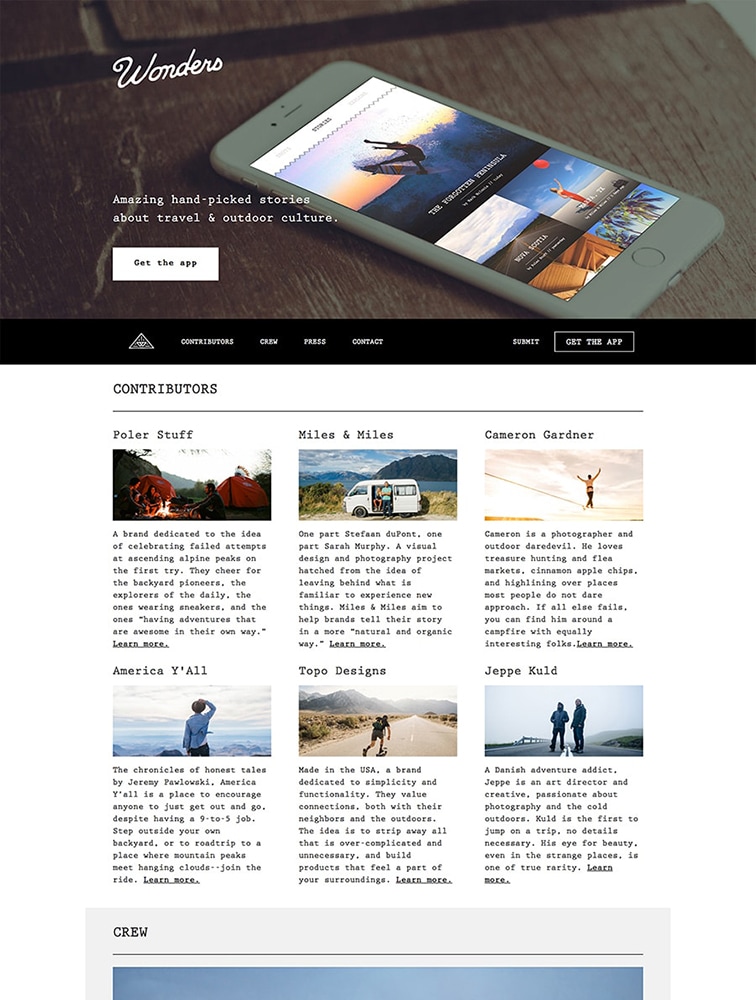 Wonders
STORIES
THE FORGOTTEN PENINSULA
NOVA SCOTIA
Amazing hand-picked stories
about travel & outdoor culture.
Get the app
CONTRIBUTORS CREW PRESS CONTACT SUBMIT GET THE APP
CONTRIBUTORS
Poler Stuff
A brand dedicated to the idea
of celebrating failed attempts
at ascending alpine peaks on
the first try. They cheer for
the backyard pioneers, the
explorers of the daily, the
ones wearing sneakers, and the
ones "having adventures that
are awesome in their own way."
Learn more.
Miles & Miles
One part Stefaan duPont, one
part Sarah Murphy. A visual
design and photography project
hatched from the idea of
leaving behind what is
familiar to experience new
things. Miles & Miles aim to
help brands tell their story
in a more "natural and organic
way." Learn more.
Cameron Gardner
Cameron is a photographer and
outdoor daredevil. He loves
treasure hunting and flea
markets, cinnamon apple chips,
and highlining over places
most people do not dare
approach. If all else fails,
you can find him around a
campfire with equally
interesting folks.Learn more.
America Y'All
The chronicles of honest tales
by Jeremy Pawlowski, America
Y'all is a place to encourage
anyone to just get out and go,
despite having a 9-to-5 job.
Step outside your own
backyard, or to roadtrip to a
place where mountain peaks
meet hanging clouds--join the
ride. Learn more.
Topo Designs
Made in the USA, a brand
dedicated to simplicity and
functionality. They value
connections, both with their
neighbors and the outdoors.
The idea is to strip away all
that is over-complicated and
unnecessary, and build
products that feel a part of
your surroundings. Learn more.
Jeppe Kuld
A Danish adventure addict,
Jeppe is an art director and
creative, passionate about
photography and the cold
outdoors. Kuld is the first to
jump on a trip, no details
necessary. His eye for beauty,
even in the strange places, is
one of true rarity. Learn
more.
CREW